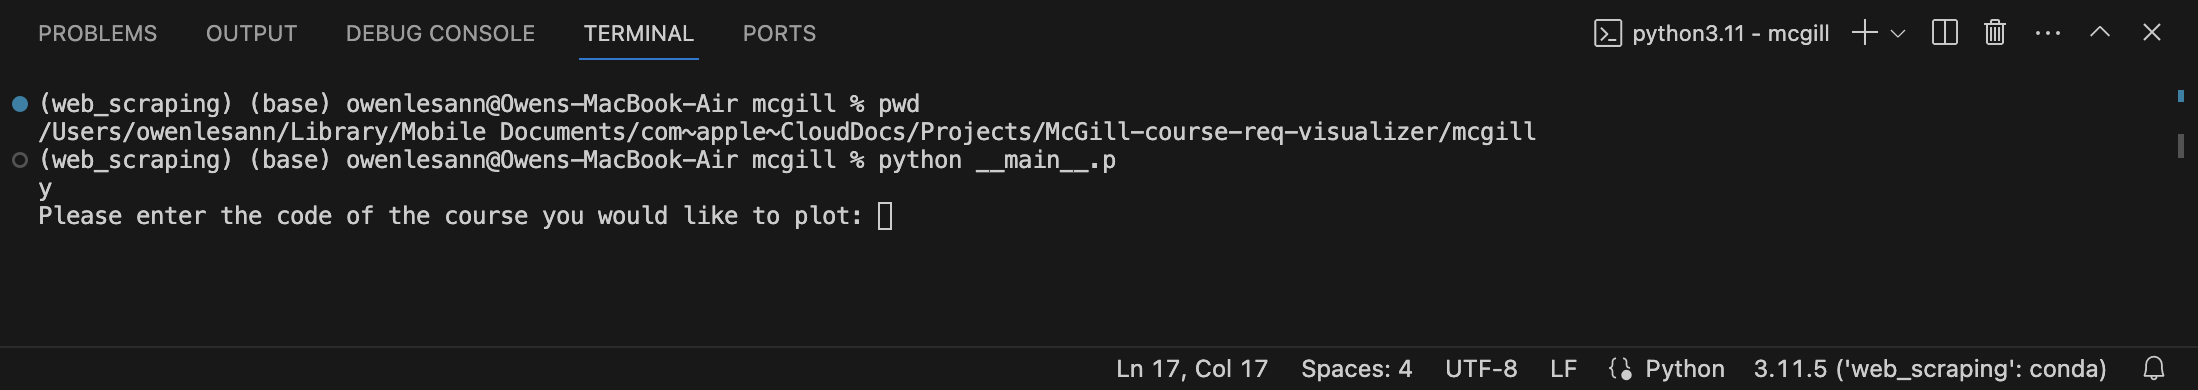 PROBLEMS OUTPUT DEBUG CONSOLE TERMINAL PORTS python3.11 - mcgill
(web_scraping) (base) owenlesann@Owens-MacBook-Air mcgill % pwd
/Users/owenlesann/Library/Mobile Documents/com~apple~CloudDocs/Projects/McGill-course-req-visualizer/mcgill
(web_scraping) (base) owenlesann@Owens-MacBook-Air mcgill % python __main__.p
y
Please enter the code of the course you would like to plot:
Ln 17, Col 17 Spaces: 4 UTF-8 LF Python 3.11.5 ('web_scraping': conda)